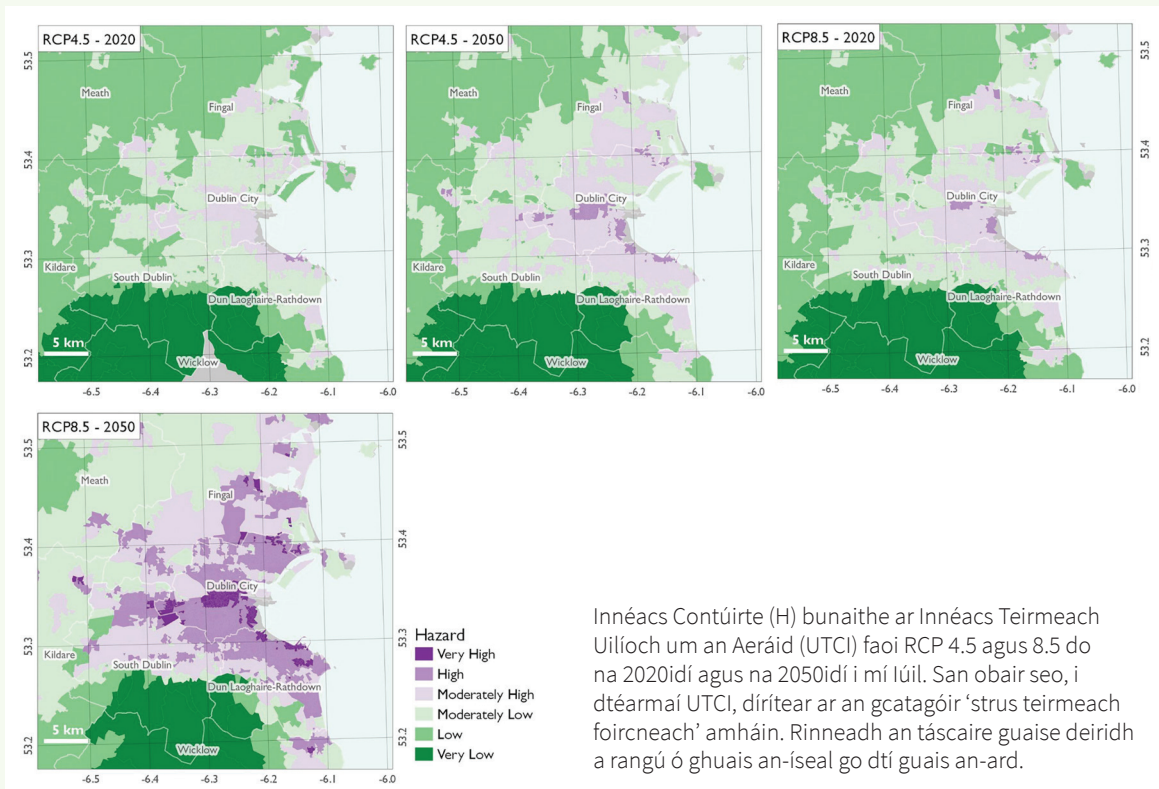 RCP4.5 - 2020
Meath
Fingal
Dublin City
Kildare
South Dublin
Dun Laoghaire-Rathdown
5 km
Wicklow
53.5
53.4
53.3
53.2
-6.5
-6.4
-6.3
-6.2
-6.1
-6.0
RCP4.5 - 2050
Meath
Fingal
Dublin City
Kildare
South Dublin
Dun Laoghaire-Rathdown
5 km
Wicklow
-6.5
-6.4
-6.3
-6.2
-6.1
RCP8.5 - 2020
Meath
Fingal
Dublin City
Kildare
South Dublin
Dun Laoghaire-Rathdown
5 km
Wicklow
53.5
53.4
53.3
53.2
-6.5
-6.4
-6.3
-6.2
-6.1
-6.0
RCP8.5 - 2050
Meath
Fingal
Dublin City
Kildare
South Dublin
Dun Laoghaire-Rathdown
5 km
Wicklow
53.5
53.4
53.3
53.2
53.5
53.4
53.3
53.2
-6.5
-6.4
-6.3
-6.2
-6.1
-6.0
Hazard
Very High
High
Moderately High
Moderately Low
Low
Very Low
Innéacs Contúirte (H) bunaithe ar Innéacs Teirmeach
Uilíoch um an Aeráid (UTCI) faoi RCP 4.5 agus 8.5 do
na 2020idí agus na 2050idí i mí Iúil. San obair seo, i
dtéarmaí UTCI, dírítear ar an gcatagóir ‘strus teirmeach
foircneach’ amháin. Rinneadh an táscaire guaise deiridh
a rangú ó ghuais an-íseal go dtí guais an-ard.